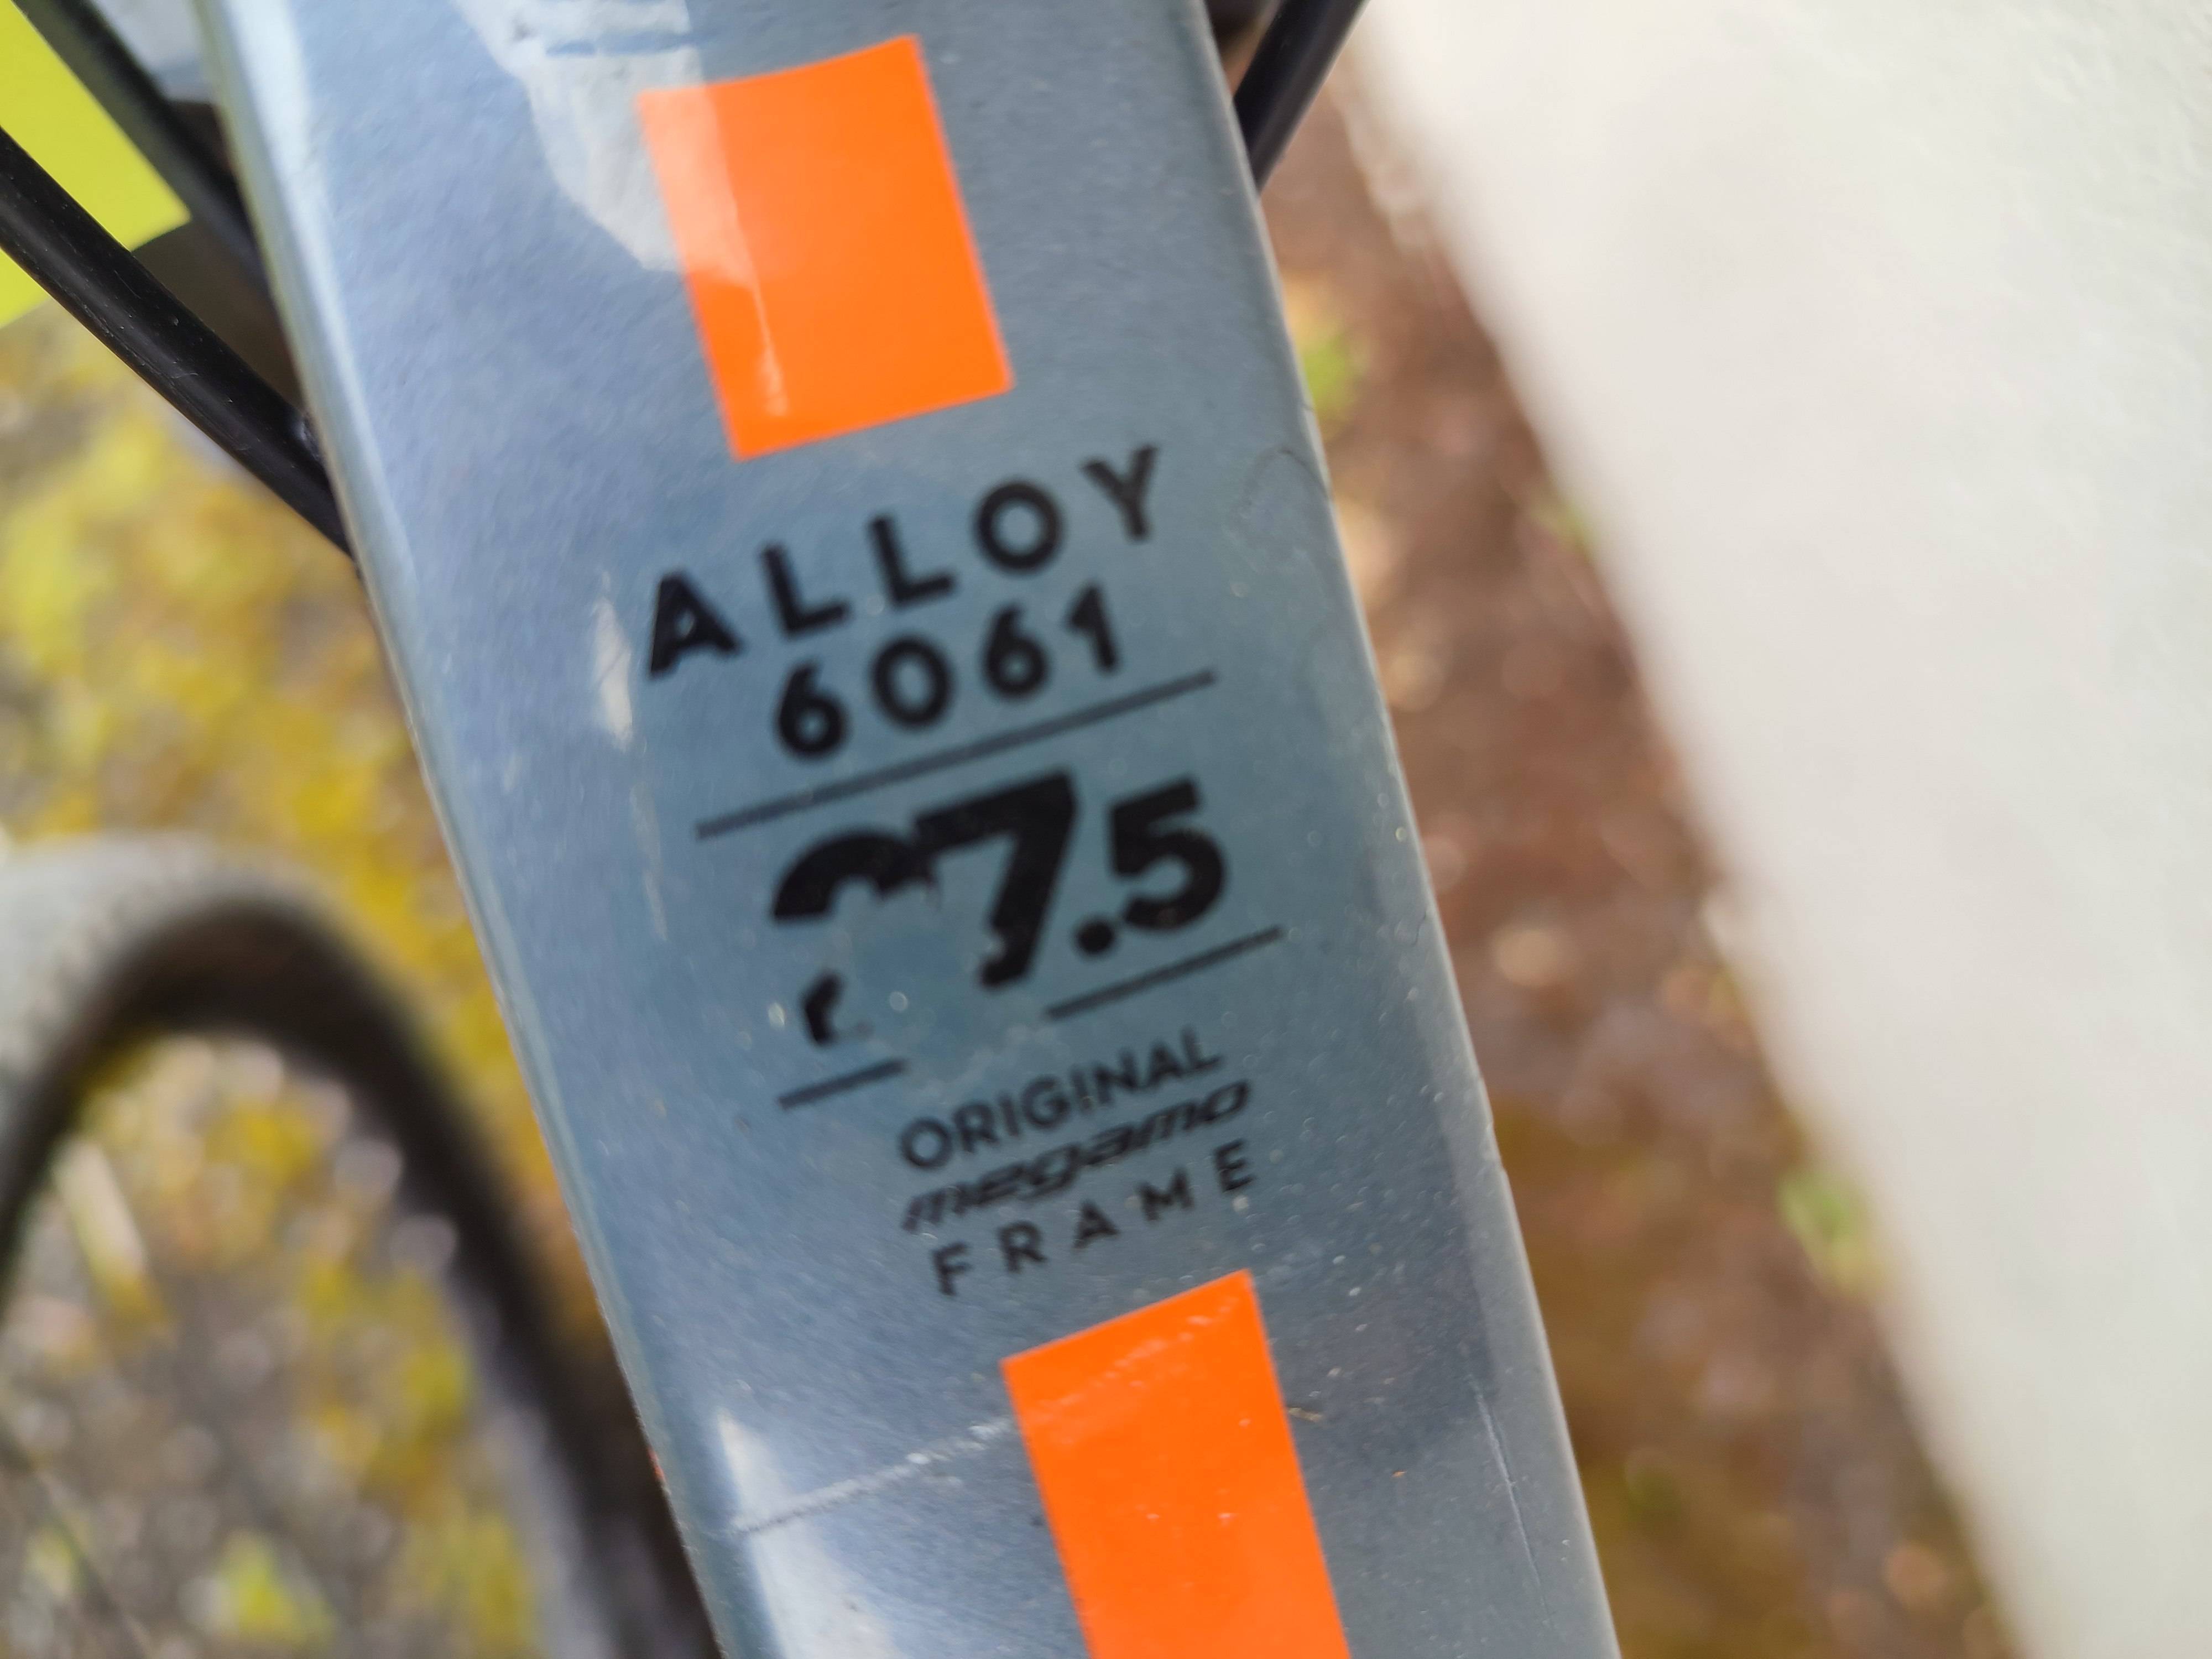 ALLOY
6061
27.5
ORIGINAL
megamo
FRAME